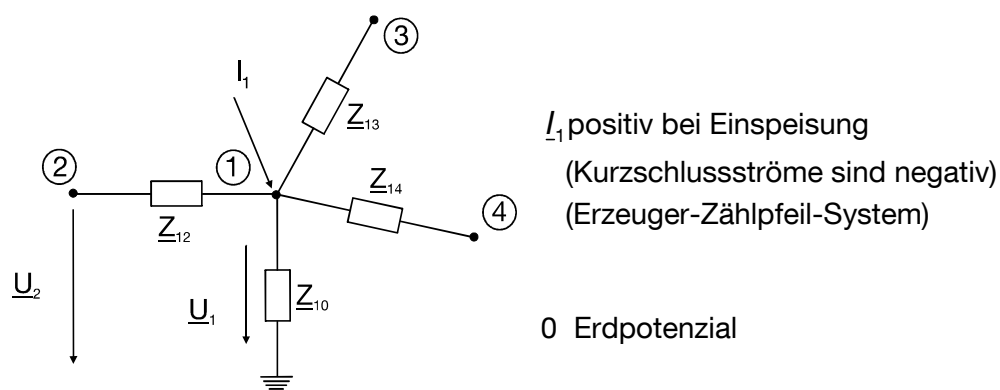 ③
I₁
Z₁₃
I₁ positiv bei Einspeisung
② ①
Z₁₄
(Kurzschlussströme sind negativ)
④
(Erzeuger-Zählpfeil-System)
Z₁₂
U₂
U₁
Z₁₀
0 Erdpotenzial